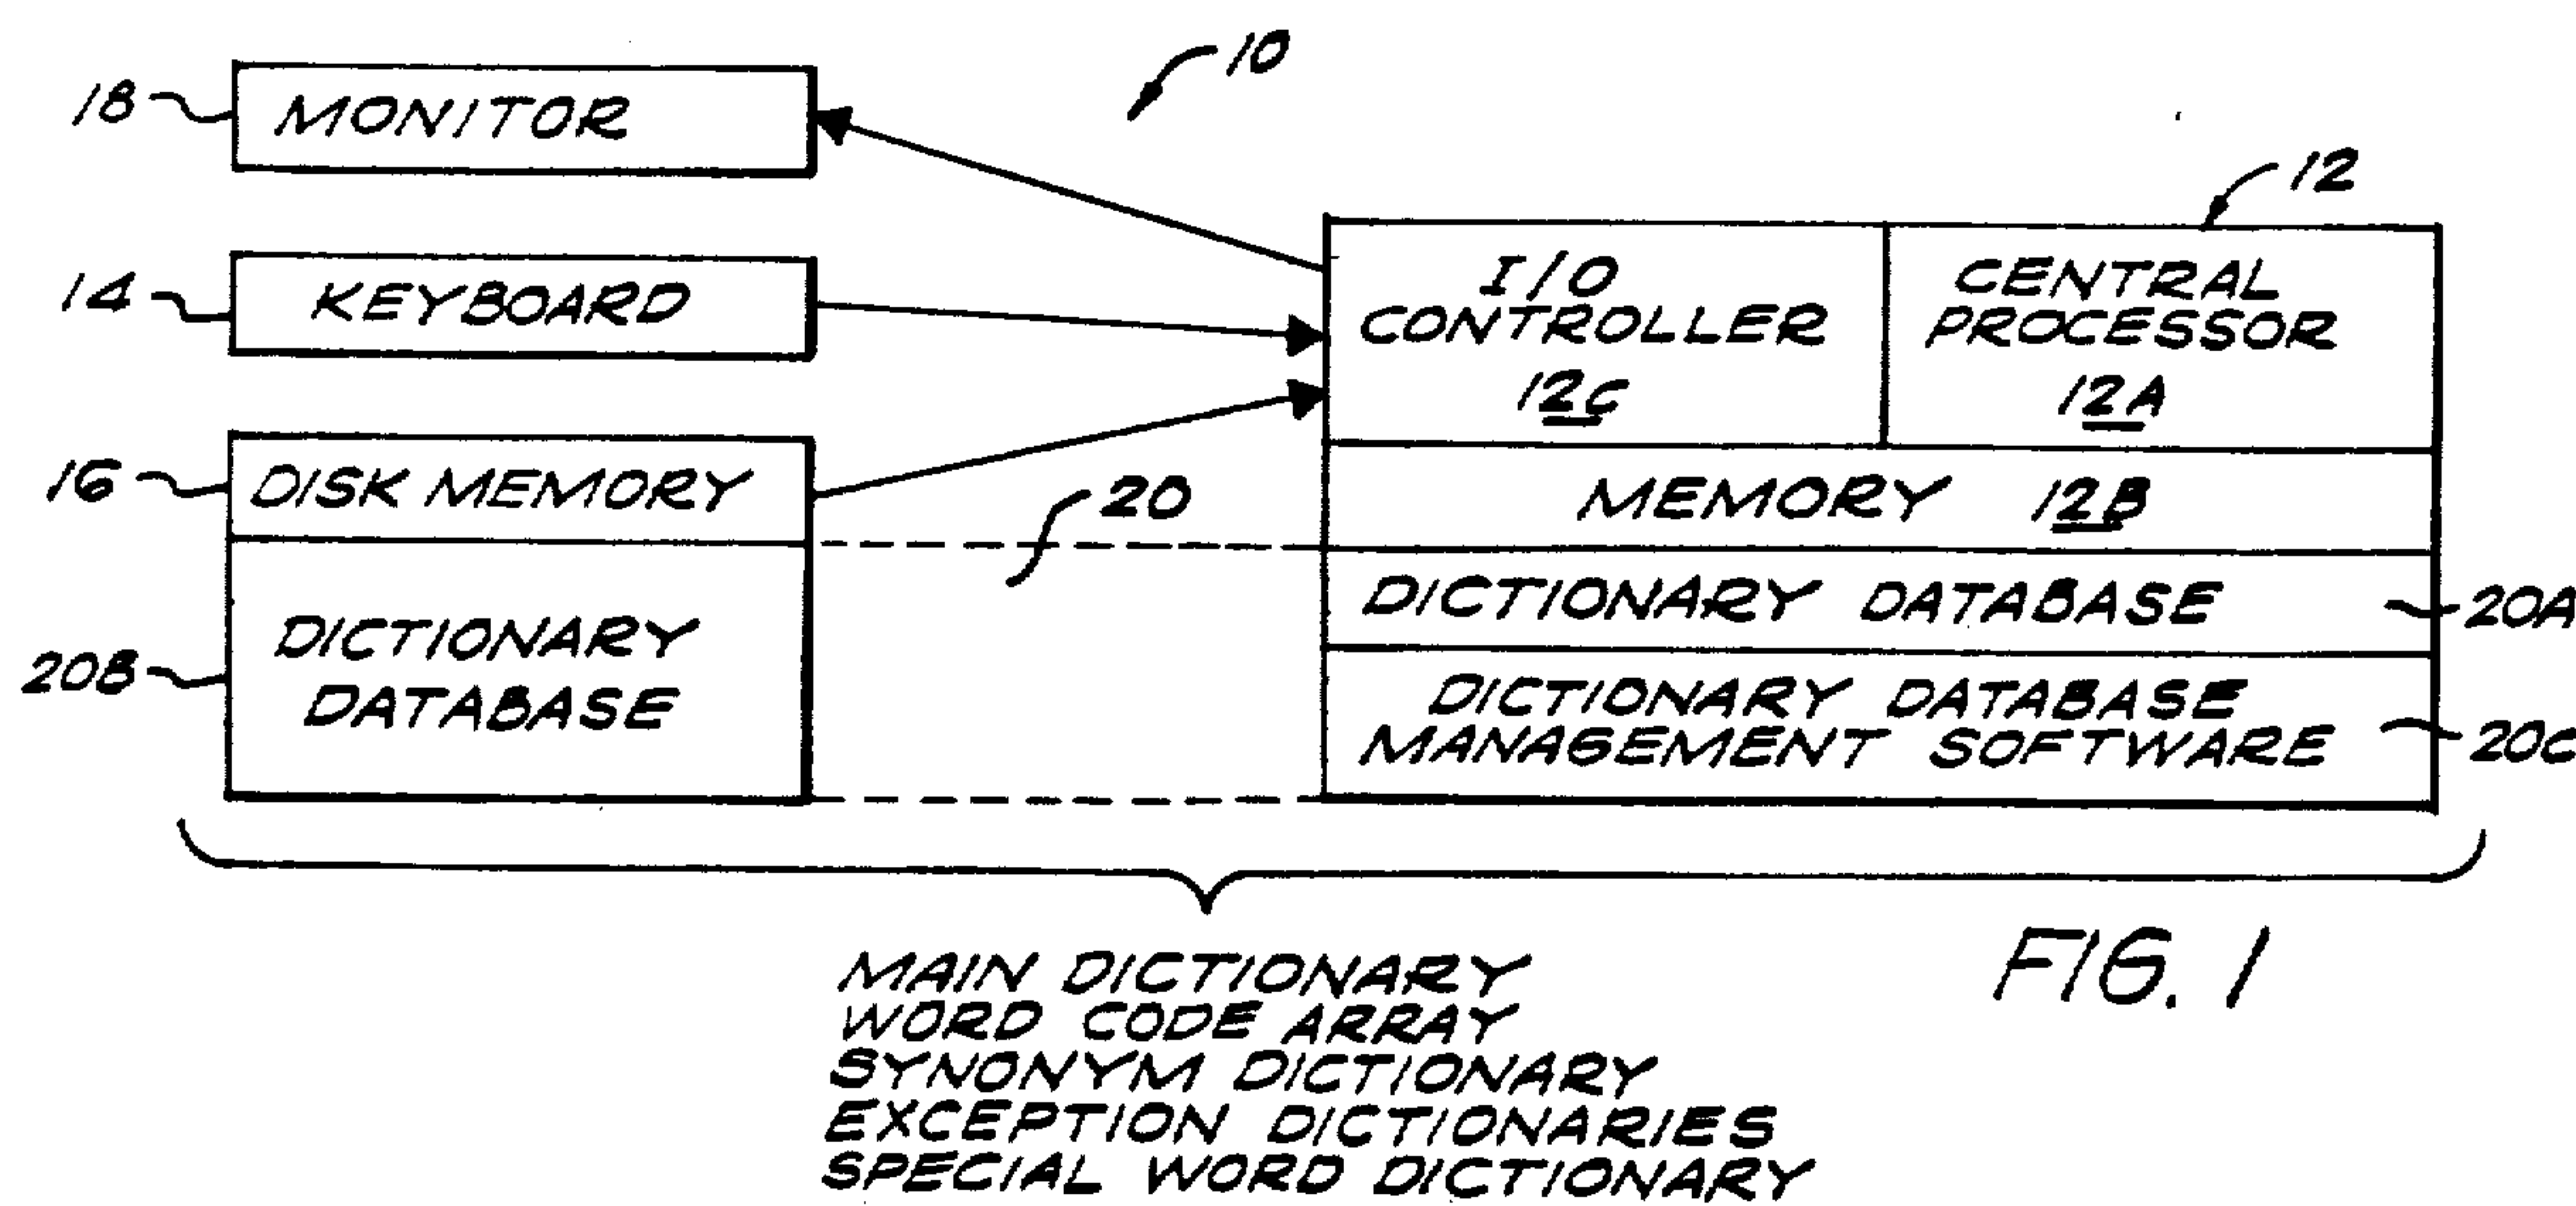 10
18 MONITOR
12
14 KEYBOARD
I/O
CONTROLLER
12C
CENTRAL
PROCESSOR
12A
16 DISK MEMORY
20
MEMORY 12B
DICTIONARY DATABASE 20A
20B DICTIONARY
DATABASE
DICTIONARY DATABASE
MANAGEMENT SOFTWARE 20C
MAIN DICTIONARY
WORD CODE ARRAY
SYNONYM DICTIONARY
EXCEPTION DICTIONARIES
SPECIAL WORD DICTIONARY
FIG. 1